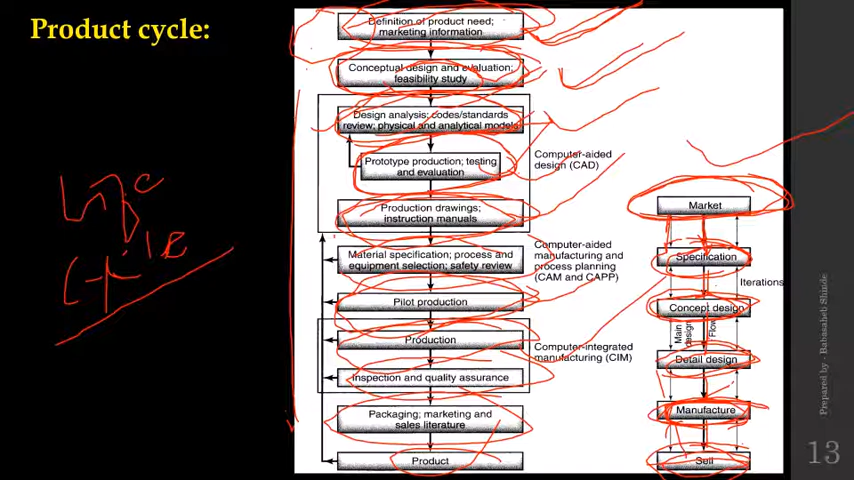 Product cycle:
Definition of product need;
marketing information
Conceptual design and evaluation;
feasibility study
Design analysis; codes/standards
review; physical and analytical models
Prototype production; testing
and evaluation
Computer-aided
design (CAD)
Production drawings;
instruction manuals
Material specification; process and
equipment selection; safety review
Computer-aided
manufacturing and
process planning
(CAM and CAPP)
Pilot production
Production
Computer-integrated
manufacturing (CIM)
Inspection and quality assurance
Packaging; marketing and
sales literature
Product
Market
Specification
Iterations
Concept design
Main
design
Flow
Detail design
Manufacture
Sell
Prepared by - Babasaheb Shinde
13